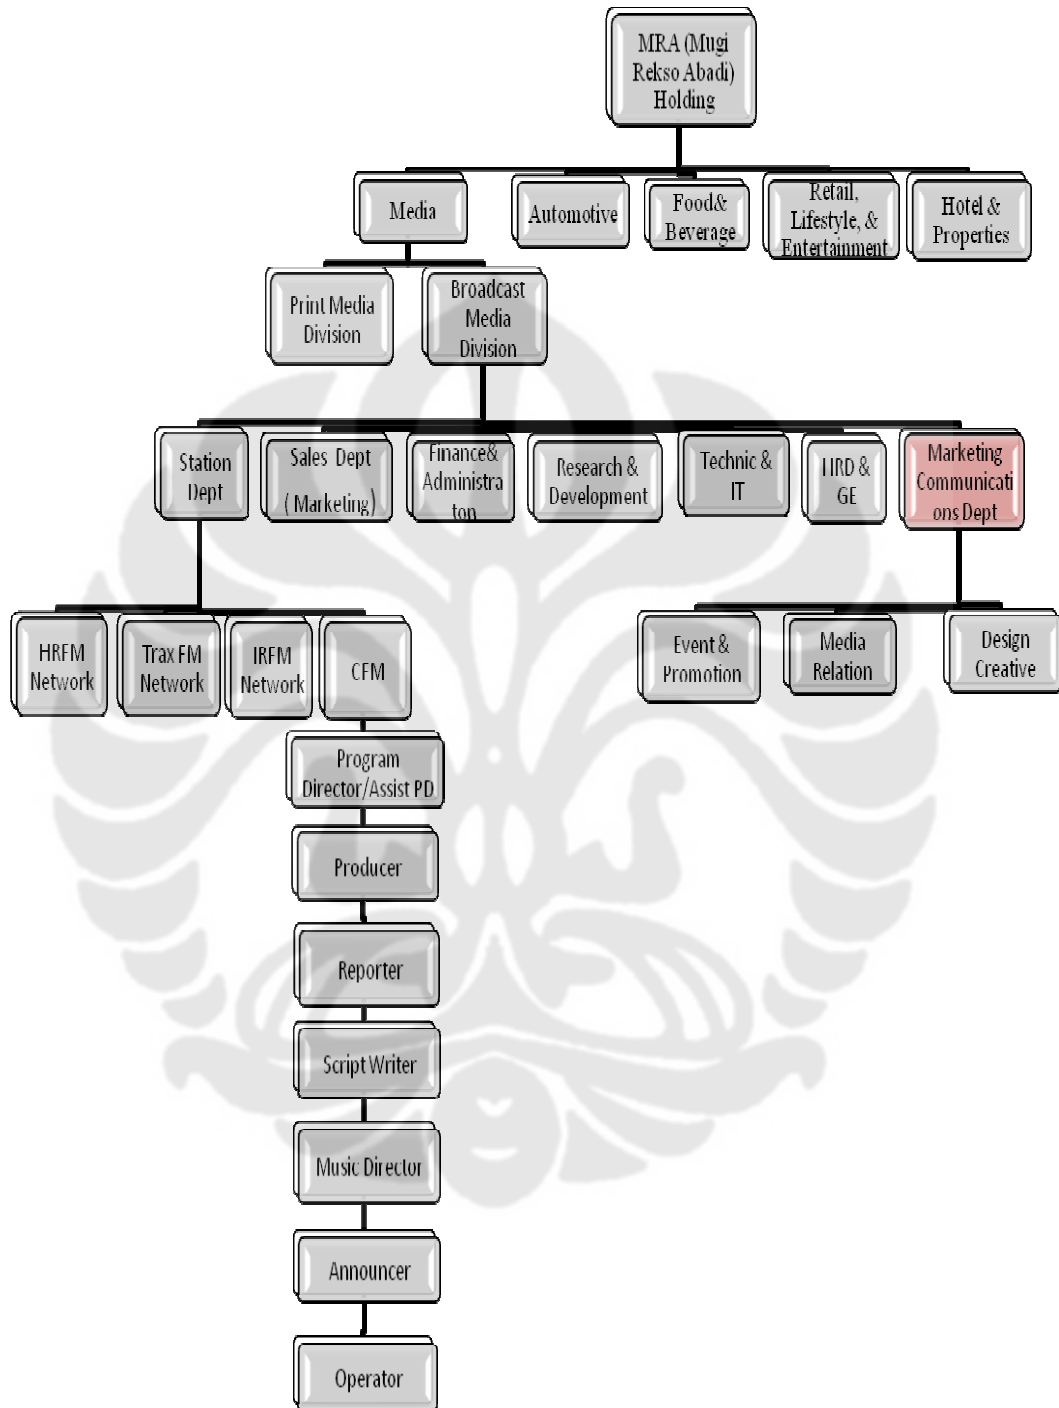 MRA (Mugi
Rekso Abadi)
Holding
Media
Automotive
Food&
Beverage
Retail,
Lifestyle, &
Entertainment
Hotel &
Properties
Print Media
Division
Broadcast
Media
Division
Station
Dept
Sales Dept
( Marketing)
Finance&
Administra
ton
Research &
Development
Technic &
IT
HRD &
GE
Marketing
Communicati
ons Dept
HRFM
Network
Trax FM
Network
IRFM
Network
CFM
Event &
Promotion
Media
Relation
Design
Creative
Program
Director/Assist PD
Producer
Reporter
Script Writer
Music Director
Announcer
Operator